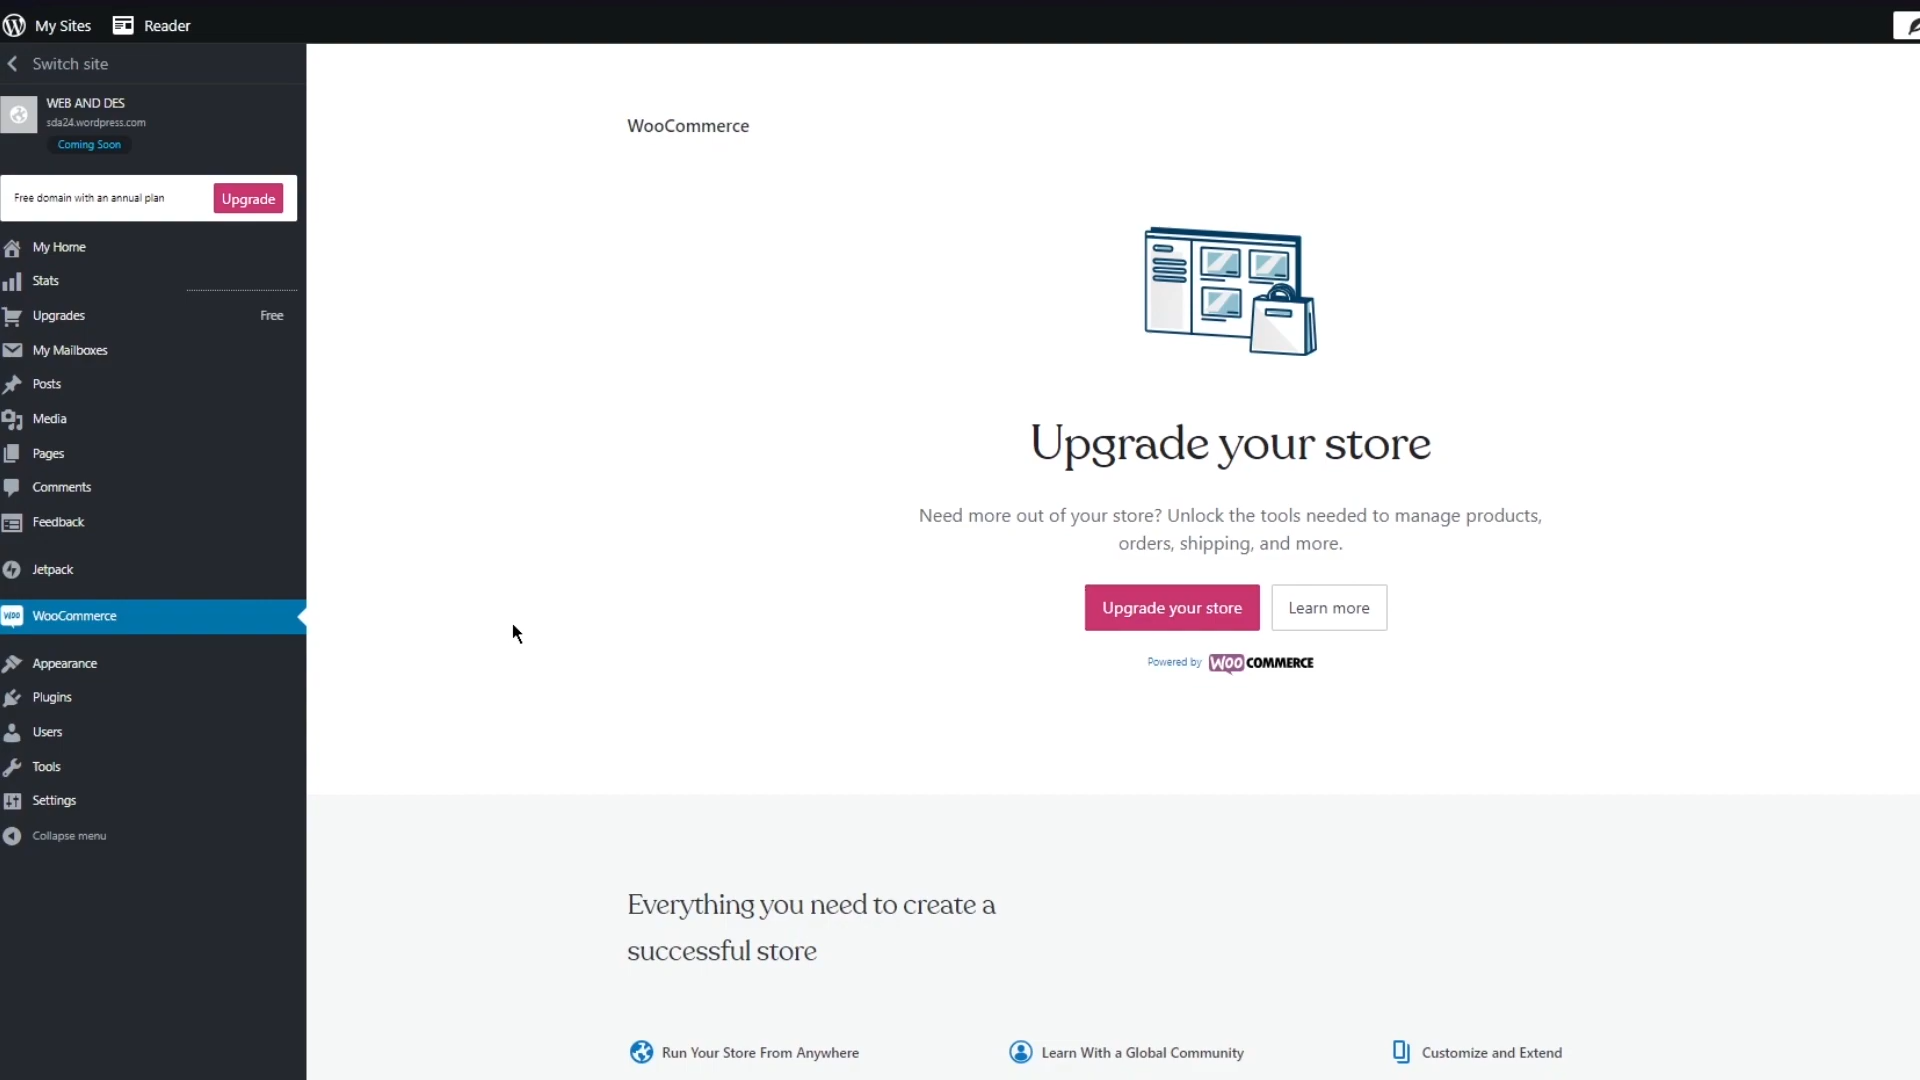 My Sites
Reader
Switch site
WEB AND DES
sda24.wordpress.com
Coming Soon
Free domain with an annual plan
Upgrade
My Home
Stats
Upgrades
Free
My Mailboxes
Posts
Media
Pages
Comments
Feedback
Jetpack
WOO
WooCommerce
Appearance
Plugins
Users
Tools
Settings
Collapse menu
WooCommerce
Upgrade your store
Need more out of your store? Unlock the tools needed to manage products,
orders, shipping, and more.
Upgrade your store
Learn more
Powered by WOOCOMMERCE
Everything you need to create a
successful store
Run Your Store From Anywhere
Learn With a Global Community
Customize and Extend